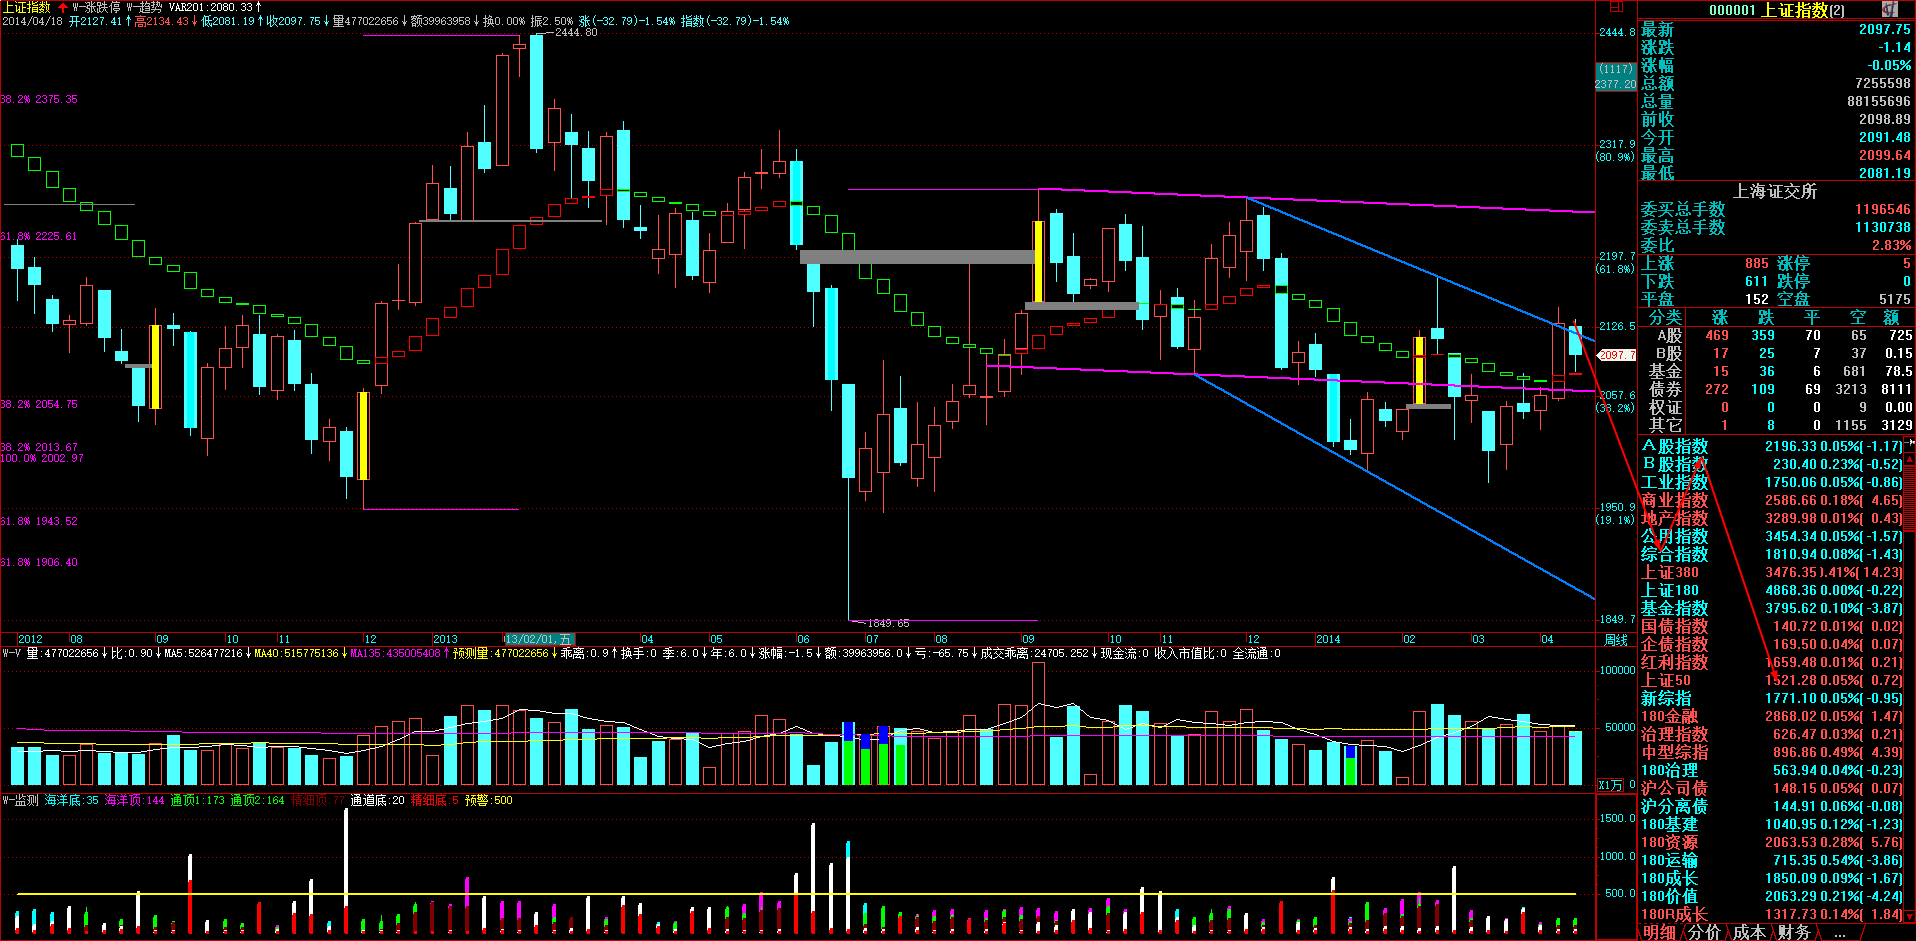 上证指数 W-涨跌停 W-趋势 VAR201:2080.33↑
2014/04/18 开2127.41↑高2134.43↓低2081.19↑收2097.75↓量477022656↓额39963958↓换0.00% 振2.50% 涨(-32.79)-1.54% 指数(-32.79)-1.54%
2444.80
38.2% 2375.35
61.8% 2225.61
38.2% 2054.75
38.2% 2013.67
100.0% 2002.97
61.8% 1943.52
61.8% 1906.40
1849.65
日
2444.8
(1117)
2377.20
2317.9
(80.9%)
2197.7
(61.8%)
2126.5
2097.7
2057.6
(38.2%)
1950.9
(19.1%)
1849.7
2012 08 09 10 11 12 2013 13/02/01,五 04 05 06 07 08 09 10 11 12 2014 02 03 04 周线
W-V 量:477022656↓比:0.90↓MA5:526477216↓MA40:515775136↓MA135:435005408↑预测量:477022656↓乖离:0.9↑换手:0 季:6.0↓年:6.0↓涨幅:-1.5↓额:39963956.0↓亏:-65.75↓成交乖离:24705.252↓现金流:0 收入市值比:0 全流通:0
100000
50000
X1万 0
W-监测 海洋底:35 海洋顶:144 通顶1:173 通顶2:164 精细顶:77 通道底:20 精细底:5 预警:500
1500.0
1000.0
500.0
000001 上证指数(2)
最新 2097.75
涨跌 -1.14
涨幅 -0.05%
总额 7255598
总量 88155696
前收 2098.89
今开 2091.48
最高 2099.64
最低 2081.19
上海证交所
委买总手数 1196546
委卖总手数 1130738
委比 2.83%
上涨 885 涨停 5
下跌 611 跌停 0
平盘 152 空盘 5175
分类 涨 跌 平 空 额
A股 469 359 70 65 725
B股 17 25 7 37 0.15
基金 15 36 6 681 78.5
债券 272 109 69 3213 8111
权证 0 0 0 9 0.00
其它 1 8 0 1155 3129
A股指数 2196.33 0.05%( -1.17)
B股指数 230.40 0.23%( -0.52)
工业指数 1750.06 0.05%( -0.86)
商业指数 2586.66 0.18%( 4.65)
地产指数 3289.98 0.01%( 0.43)
公用指数 3454.34 0.05%( -1.57)
综合指数 1810.94 0.08%( -1.43)
上证380 3476.35 ).41%( 14.23)
上证180 4868.36 0.00%( -0.22)
基金指数 3795.62 0.10%( -3.87)
国债指数 140.72 0.01%( 0.02)
企债指数 169.50 0.04%( 0.07)
红利指数 1659.48 0.01%( 0.21)
上证50 1521.28 0.05%( 0.72)
新综指 1771.10 0.05%( -0.95)
180金融 2868.02 0.05%( 1.47)
治理指数 626.47 0.03%( 0.21)
中型综指 896.86 0.49%( 4.39)
180治理 563.94 0.04%( -0.23)
沪公司债 148.15 0.05%( 0.07)
沪分离债 144.91 0.06%( -0.08)
180基建 1040.95 0.12%( -1.23)
180资源 2063.53 0.28%( 5.76)
180运输 715.35 0.54%( -3.86)
180成长 1850.09 0.09%( -1.67)
180价值 2063.29 0.21%( -4.24)
180R成长 1317.73 0.14%( 1.84)
明细 分价 成本 财务 ...